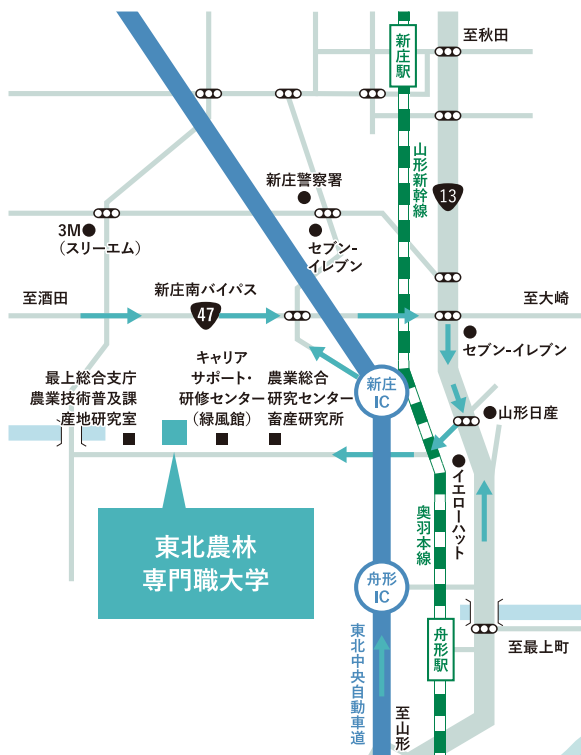 至秋田
新庄駅
山形新幹線
13
新庄警察署
3M
（スリーエム）
セブン-
イレブン
至酒田
新庄南バイパス
47
至大崎
セブン-イレブン
最上総合支庁
農業技術普及課
産地研究室
キャリア
サポート・
研修センター
（緑風館）
農業総合
研究センター
畜産研究所
新庄
IC
山形日産
イエローハット
奥羽本線
東北農林
専門職大学
舟形
IC
舟形駅
至最上町
東北中央自動車道
至山形